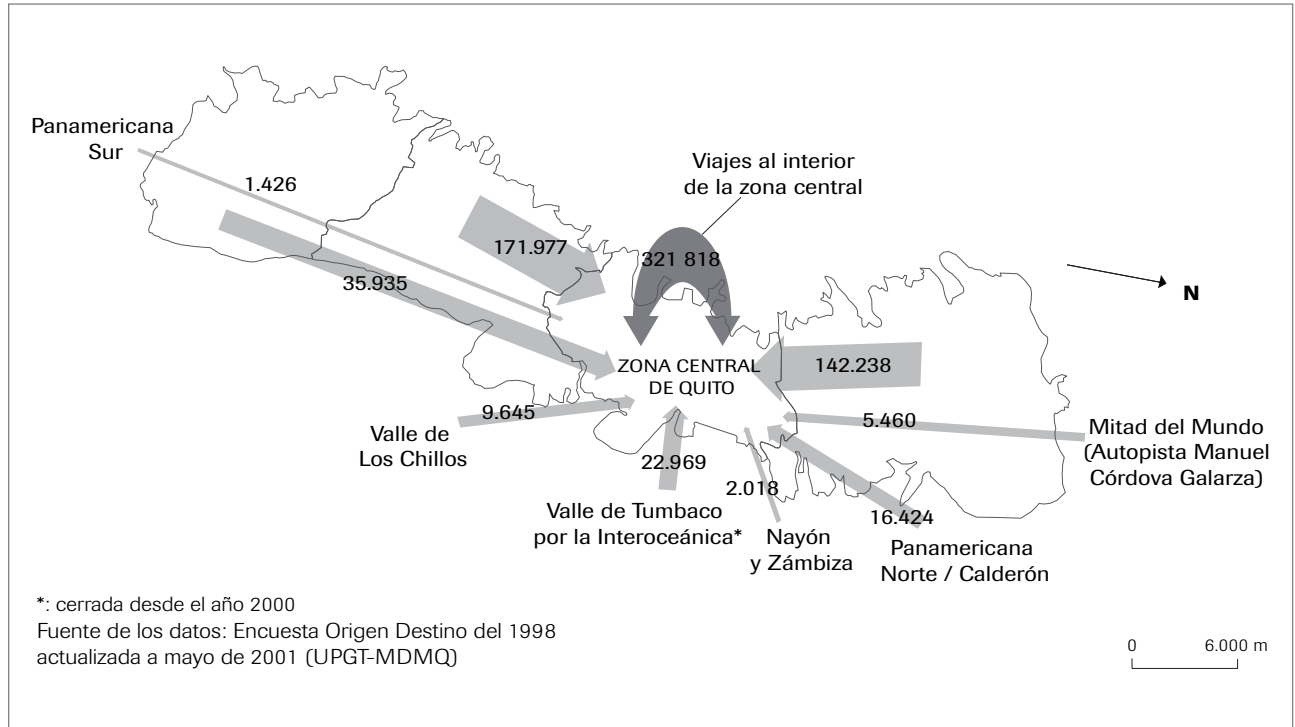 Panamericana
Sur
1.426
35.935
171.977
Viajes al interior
de la zona central
321 818
N
ZONA CENTRAL
DE QUITO
142.238
5.460
Mitad del Mundo
(Autopista Manuel
Córdova Galarza)
9.645
Valle de
Los Chillos
22.969
Valle de Tumbaco
por la Interoceánica*
2.018
Nayón
y Zámbiza
16.424
Panamericana
Norte / Calderón
*: cerrada desde el año 2000
Fuente de los datos: Encuesta Origen Destino del 1998
actualizada a mayo de 2001 (UPGT-MDMQ)
0 6.000 m